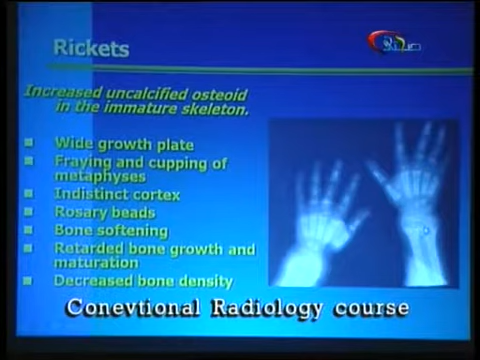 Rickets
Increased uncalcified osteoid
in the immature skeleton.
Wide growth plate
Fraying and cupping of
metaphyses
Indistinct cortex
Rosary beads
Bone softening
Retarded bone growth and
maturation
Decreased bone density
Conevtional Radiology course